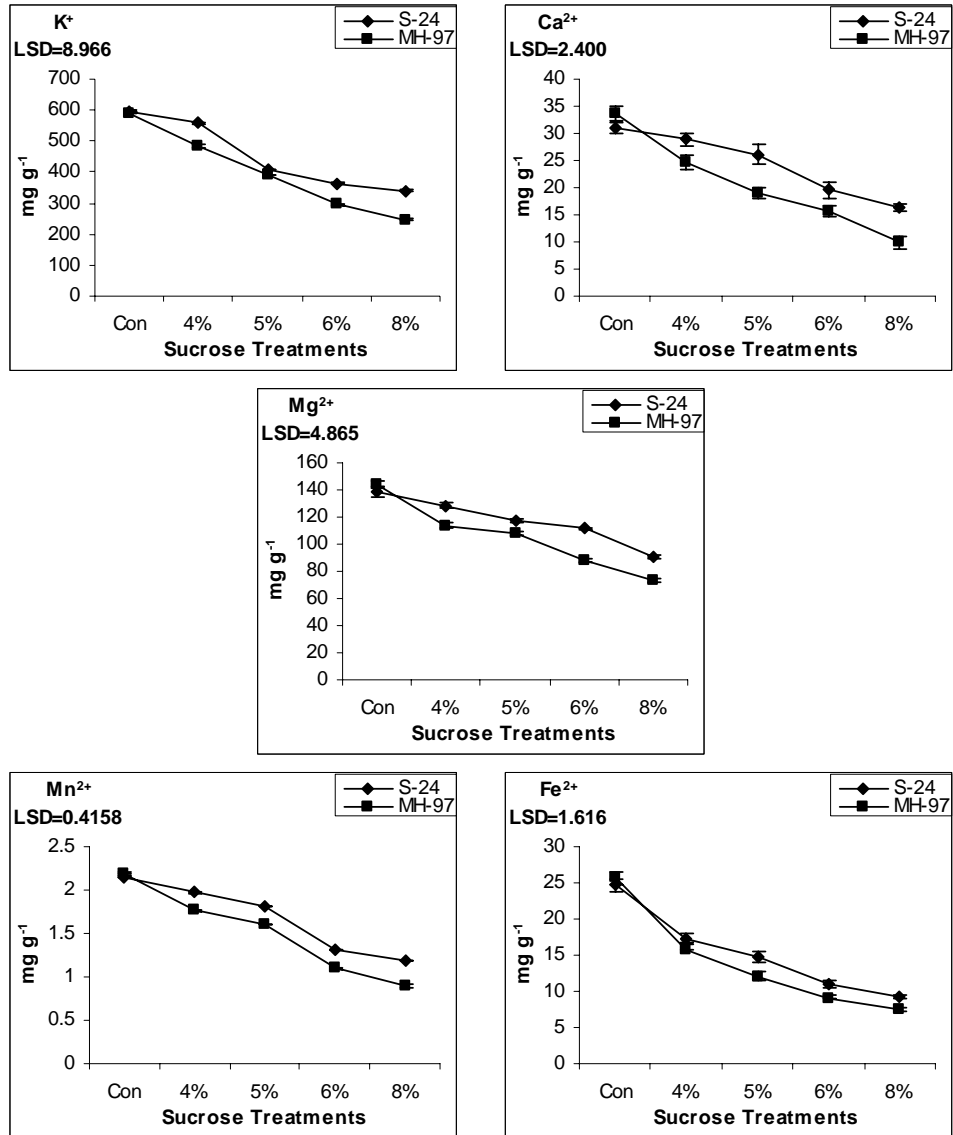 K⁺
LSD=8.966
S-24
MH-97
700
600
500
400
300
200
100
0
mg g⁻¹
Con 4% 5% 6% 8%
Sucrose Treatments
Ca²⁺
LSD=2.400
S-24
MH-97
40
35
30
25
20
15
10
5
0
mg g⁻¹
Con 4% 5% 6% 8%
Sucrose Treatments
Mg²⁺
LSD=4.865
S-24
MH-97
160
140
120
100
80
60
40
20
0
mg g⁻¹
Con 4% 5% 6% 8%
Sucrose Treatments
Mn²⁺
LSD=0.4158
S-24
MH-97
2.5
2
1.5
1
0.5
0
mg g⁻¹
Con 4% 5% 6% 8%
Sucrose Treatments
Fe²⁺
LSD=1.616
S-24
MH-97
30
25
20
15
10
5
0
mg g⁻¹
Con 4% 5% 6% 8%
Sucrose Treatments